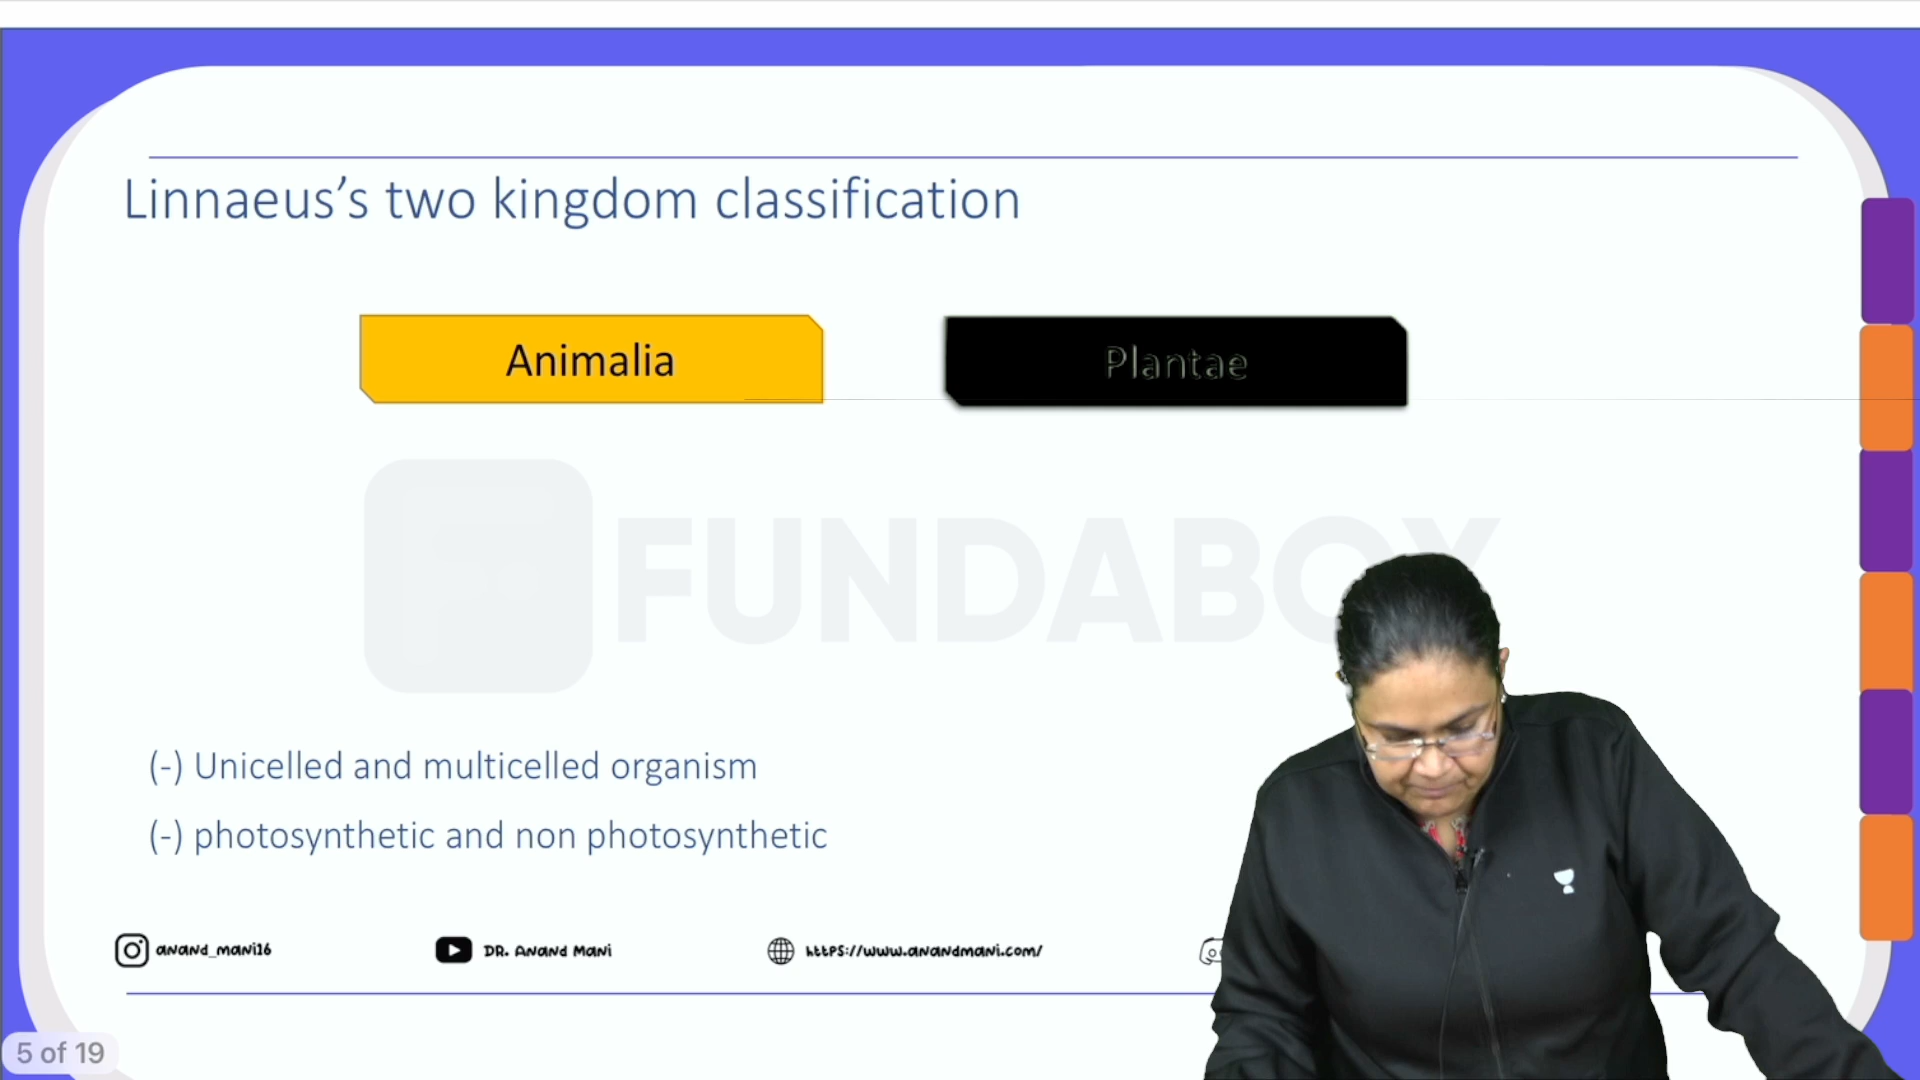 Linnaeus’s two kingdom classification
Animalia
Plantae
FUNDABOX
(-) Unicelled and multicelled organism
(-) photosynthetic and non photosynthetic
anand_mani16
DR. Anand Mani
https://www.anandmani.com/
5 of 19